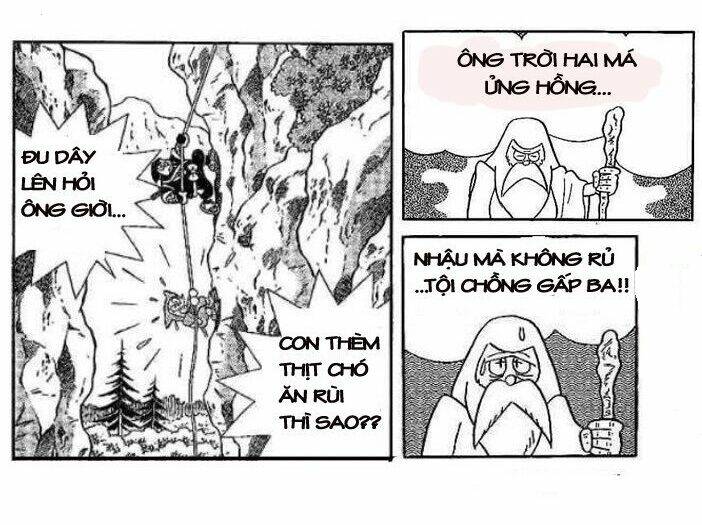 ĐU DÂY
LÊN HỎI
ÔNG GIỜI...
CON THÈM
THỊT CHÓ
ĂN RÙI
THÌ SAO??
ÔNG TRỜI HAI MÁ
ỬNG HỒNG...
NHẬU MÀ KHÔNG RỦ
...TỘI CHỒNG GẤP BA!!